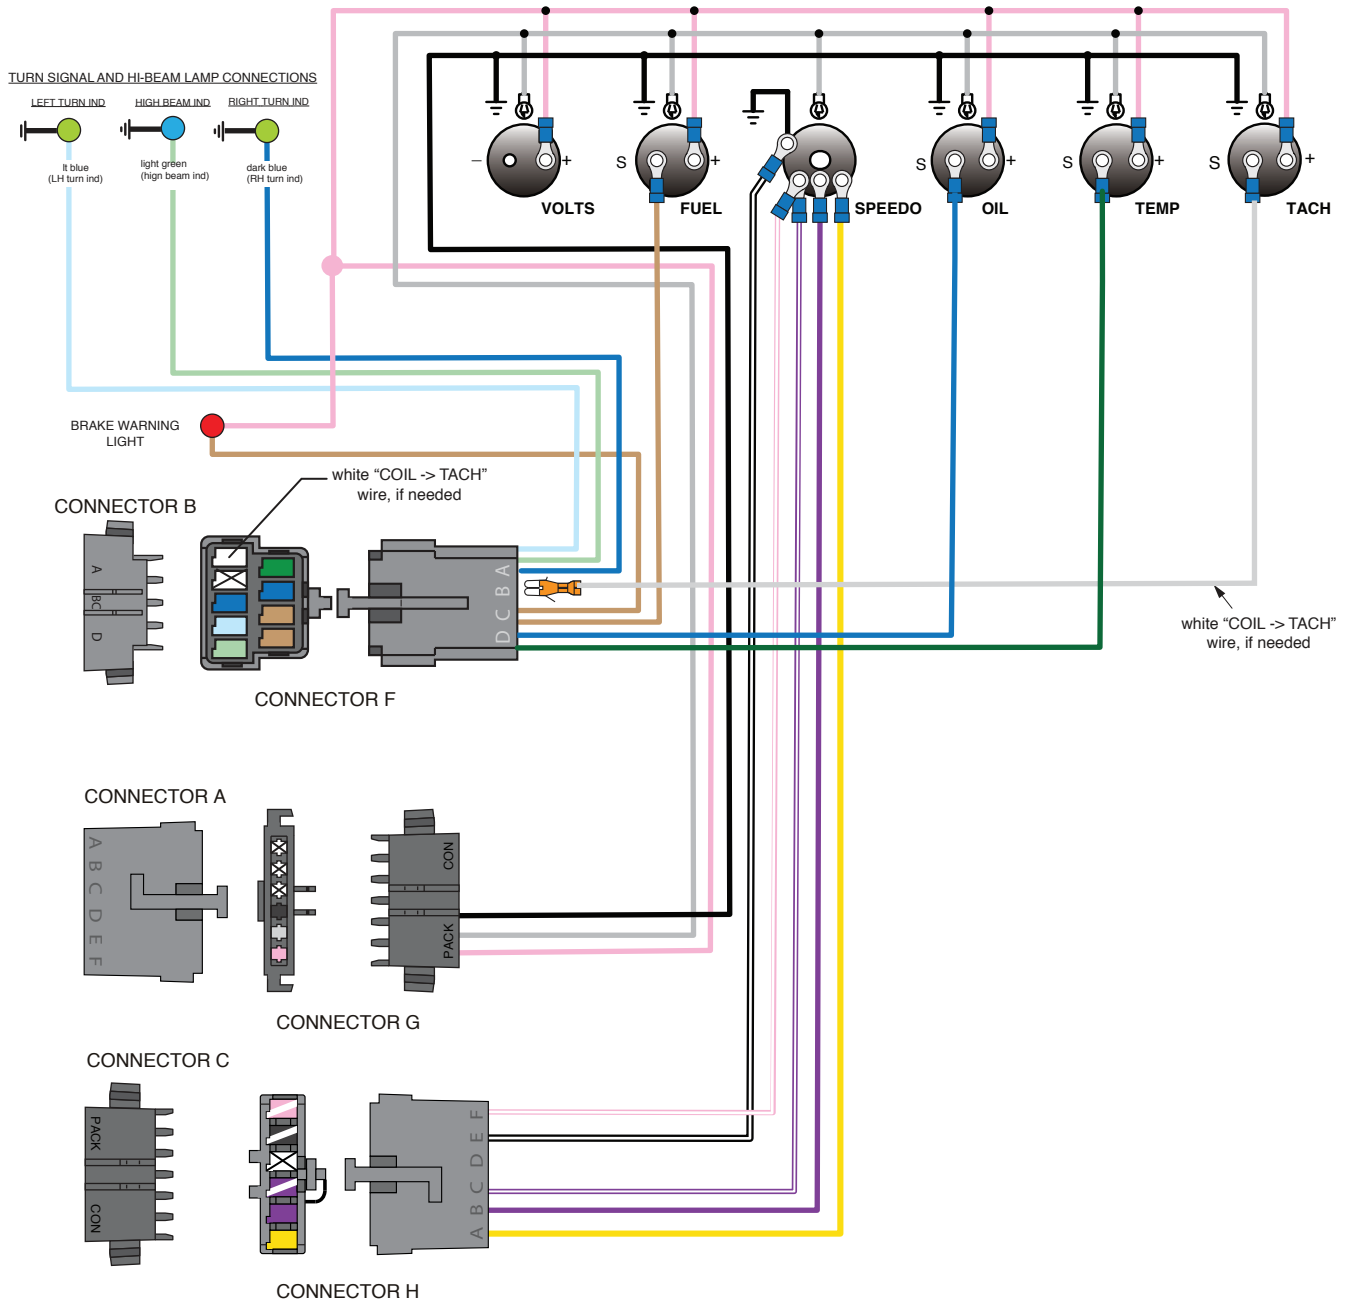 TURN SIGNAL AND HI-BEAM LAMP CONNECTIONS
LEFT TURN IND
HIGH BEAM IND
RIGHT TURN IND
lt blue
(LH turn ind)
light green
(hign beam ind)
dark blue
(RH turn ind)
−
+
VOLTS
S
+
FUEL
SPEEDO
S
+
OIL
S
+
TEMP
S
+
TACH
BRAKE WARNING
LIGHT
white “COIL -> TACH”
wire, if needed
CONNECTOR B
A
BC
D
D C B A
CONNECTOR F
white “COIL -> TACH”
wire, if needed
CONNECTOR A
A B C D E F
CON
PACK
CONNECTOR G
CONNECTOR C
PACK
CON
A B C D E F
CONNECTOR H